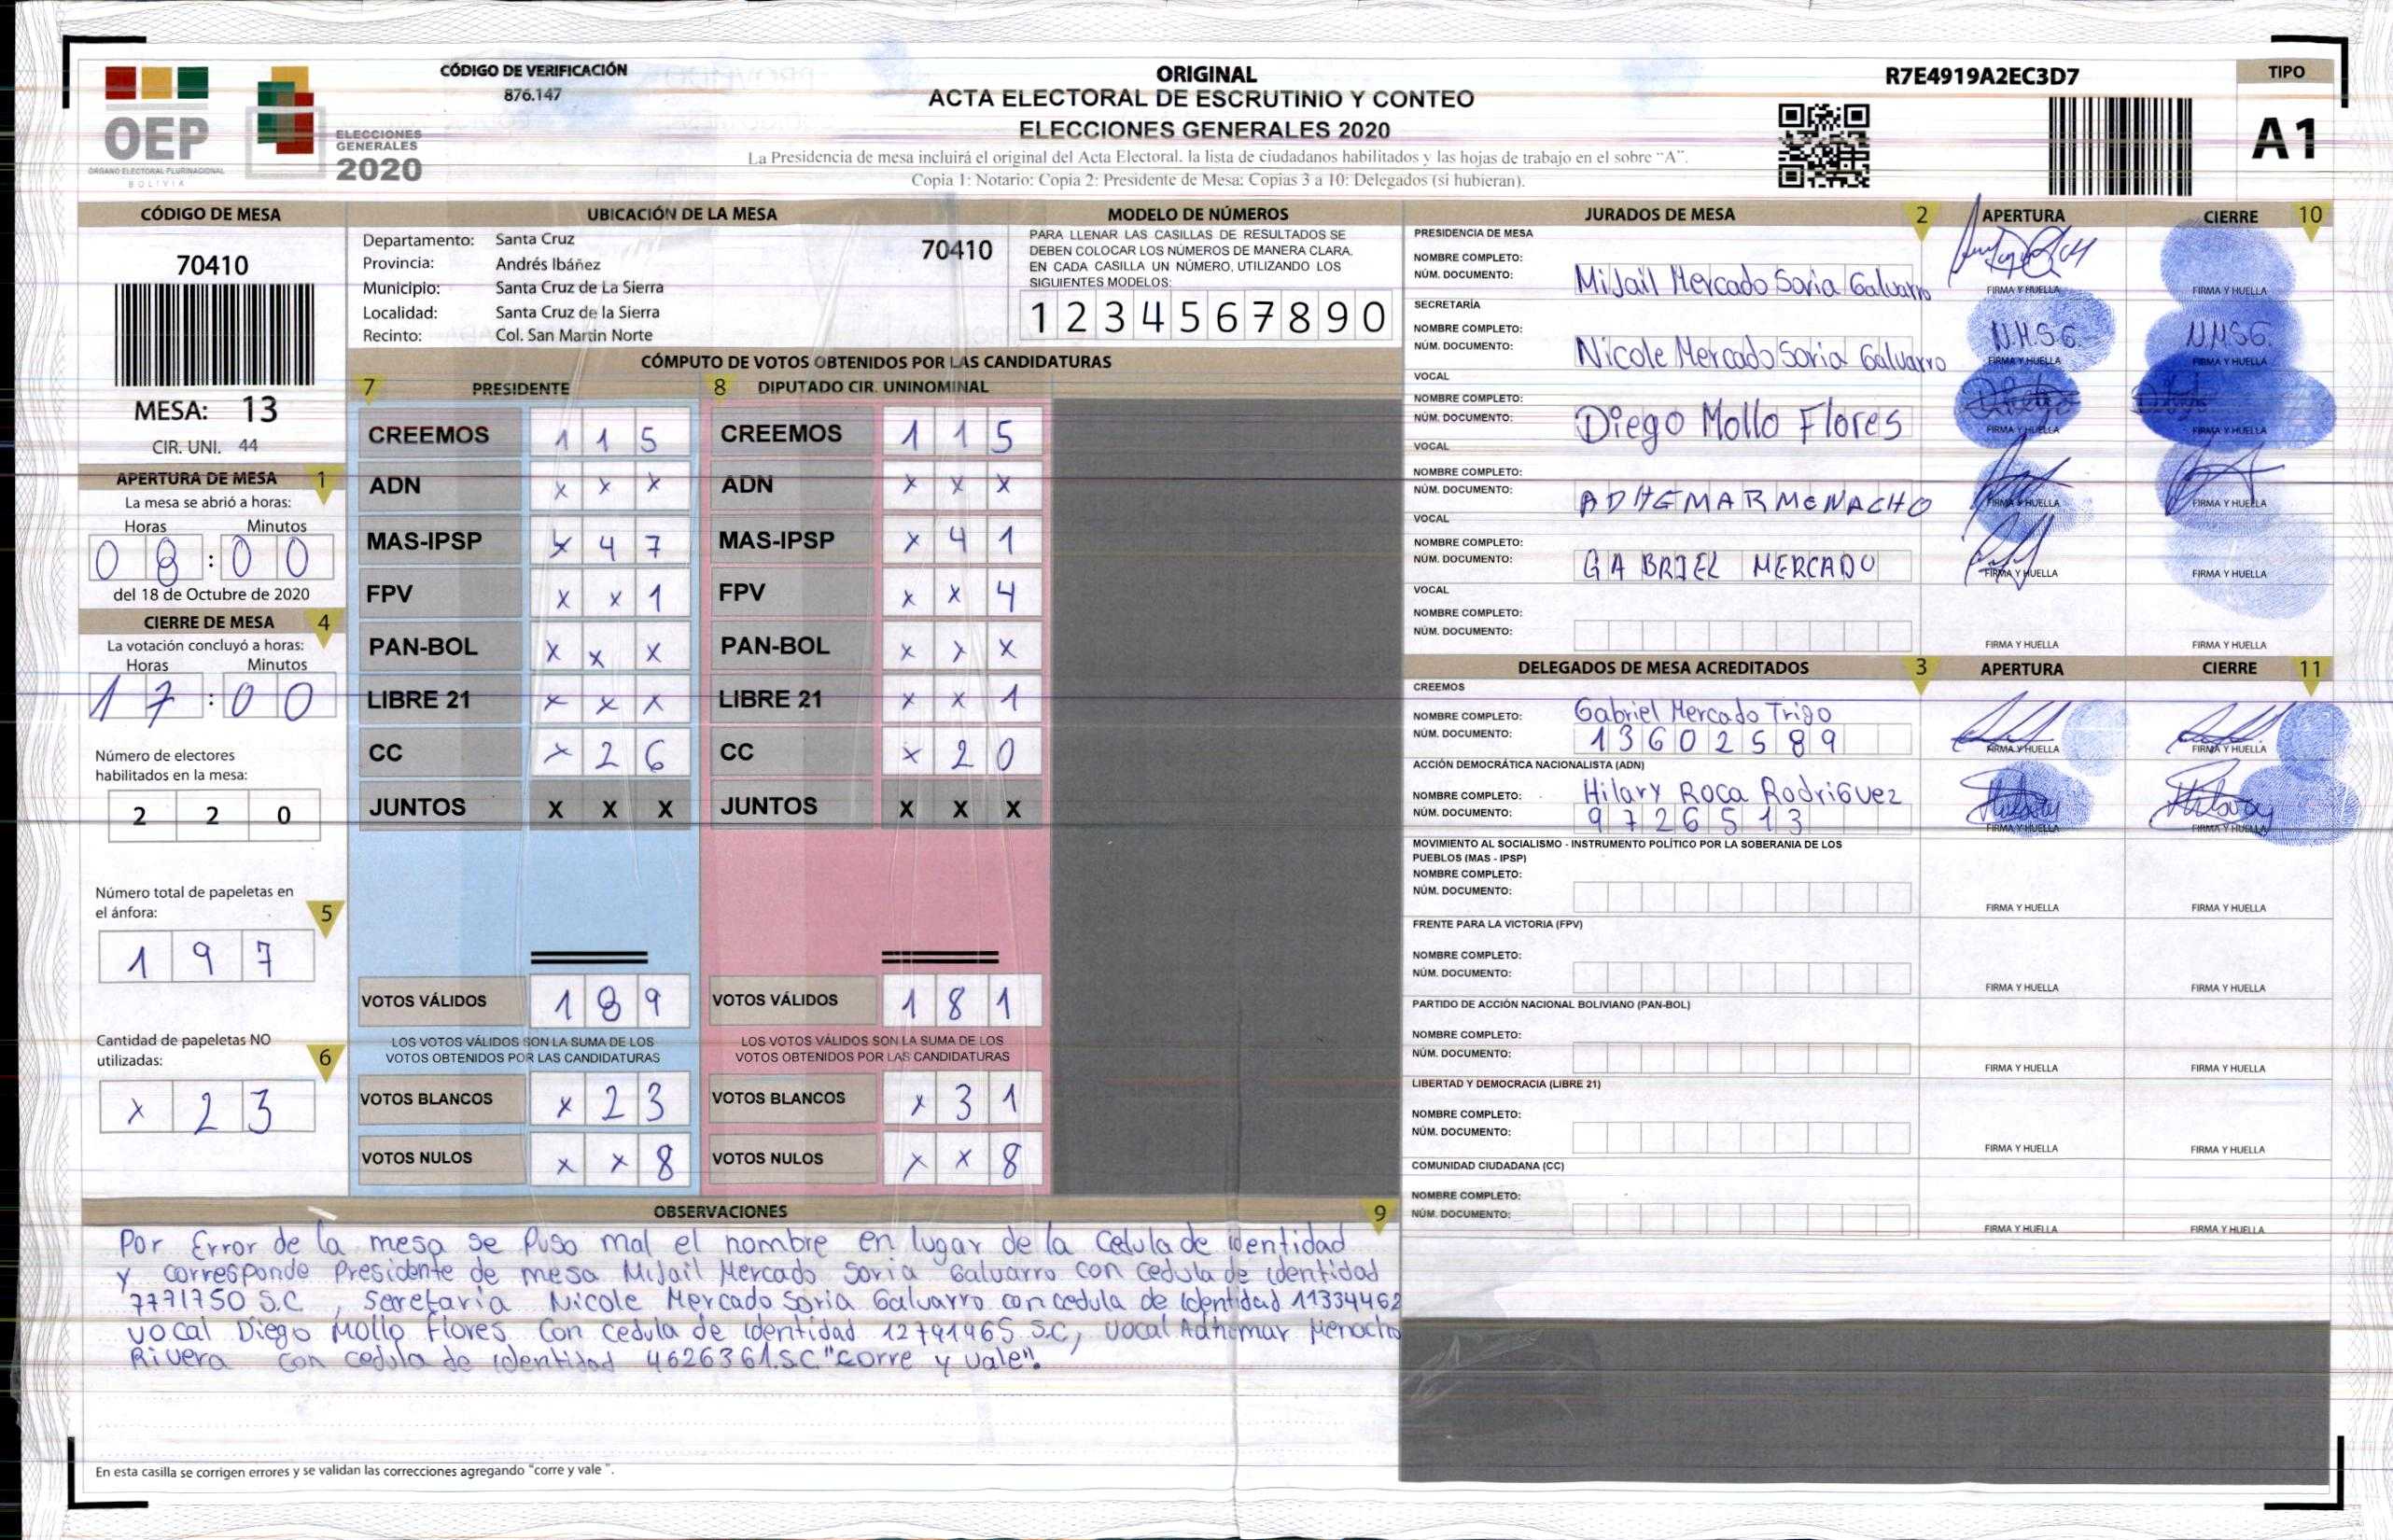 CÓDIGO DE VERIFICACIÓN
876.147
OEP
ÓRGANO ELECTORAL PLURINACIONAL
BOLIVIA
ELECCIONES
GENERALES
2020
ORIGINAL
ACTA ELECTORAL DE ESCRUTINIO Y CONTEO
ELECCIONES GENERALES 2020
La Presidencia de mesa incluirá el original del Acta Electoral. la lista de ciudadanos habilitados y las hojas de trabajo en el sobre "A".
Copia 1: Notario: Copia 2: Presidente de Mesa: Copias 3 a 10: Delegados (si hubieran).
R7E4919A2EC3D7
TIPO
A1
CÓDIGO DE MESA
70410
MESA: 13
CIR. UNI. 44
APERTURA DE MESA 1
La mesa se abrió a horas:
Horas Minutos
0 8 : 0 0
del 18 de Octubre de 2020
CIERRE DE MESA 4
La votación concluyó a horas:
Horas Minutos
1 7 : 0 0
Número de electores
habilitados en la mesa:
2 2 0
Número total de papeletas en
el ánfora: 5
1 9 7
Cantidad de papeletas NO
utilizadas: 6
x 2 3
UBICACIÓN DE LA MESA
Departamento: Santa Cruz 70410
Provincia: Andrés Ibáñez
Municipio: Santa Cruz de La Sierra
Localidad: Santa Cruz de la Sierra
Recinto: Col. San Martin Norte
MODELO DE NÚMEROS
PARA LLENAR LAS CASILLAS DE RESULTADOS SE
DEBEN COLOCAR LOS NÚMEROS DE MANERA CLARA.
EN CADA CASILLA UN NÚMERO, UTILIZANDO LOS
SIGUIENTES MODELOS:
1 2 3 4 5 6 7 8 9 0
CÓMPUTO DE VOTOS OBTENIDOS POR LAS CANDIDATURAS
7 PRESIDENTE 8 DIPUTADO CIR. UNINOMINAL
CREEMOS 1 1 5 CREEMOS 1 1 5
ADN x x x ADN x x x
MAS-IPSP x 4 7 MAS-IPSP x 4 1
FPV x x 1 FPV x x 4
PAN-BOL x x x PAN-BOL x x x
LIBRE 21 x x x LIBRE 21 x x 1
CC x 2 6 CC x 2 0
JUNTOS X X X JUNTOS X X X
VOTOS VÁLIDOS 1 8 9 VOTOS VÁLIDOS 1 8 1
LOS VOTOS VÁLIDOS SON LA SUMA DE LOS LOS VOTOS VÁLIDOS SON LA SUMA DE LOS
VOTOS OBTENIDOS POR LAS CANDIDATURAS VOTOS OBTENIDOS POR LAS CANDIDATURAS
VOTOS BLANCOS x 2 3 VOTOS BLANCOS x 3 1
VOTOS NULOS x x 8 VOTOS NULOS x x 8
OBSERVACIONES 9
Por Error de la mesa se Puso mal el nombre en lugar de la Cedula de identidad
y corresponde Presidente de mesa Mijail Mercado Soria Galvarro con cedula de identidad
7771750 S.C , Secretaria Nicole Mercado Soria Galvarro con cedula de identidad 11334462
vocal Diego Mollo Flores Con cedula de identidad 12791465 S.C, vocal Adhemar Menacho
Rivera con cedula de identidad 4626361.S.C "corre y vale".
En esta casilla se corrigen errores y se validan las correcciones agregando "corre y vale ".
JURADOS DE MESA 2 APERTURA CIERRE 10
PRESIDENCIA DE MESA
NOMBRE COMPLETO:
NÚM. DOCUMENTO: Mijail Mercado Soria Galvarro
FIRMA Y HUELLA FIRMA Y HUELLA
SECRETARÍA
NOMBRE COMPLETO: N.M.S.G. N.M.S.G.
NÚM. DOCUMENTO: Nicole Mercado Soria Galvarro
FIRMA Y HUELLA FIRMA Y HUELLA
VOCAL
NOMBRE COMPLETO:
NÚM. DOCUMENTO: Diego Mollo Flores
FIRMA Y HUELLA FIRMA Y HUELLA
VOCAL
NOMBRE COMPLETO:
NÚM. DOCUMENTO: ADHEMAR MENACHO
FIRMA Y HUELLA FIRMA Y HUELLA
VOCAL
NOMBRE COMPLETO:
NÚM. DOCUMENTO: GABRIEL MERCADO
FIRMA Y HUELLA FIRMA Y HUELLA
VOCAL
NOMBRE COMPLETO:
NÚM. DOCUMENTO:
FIRMA Y HUELLA FIRMA Y HUELLA
DELEGADOS DE MESA ACREDITADOS 3 APERTURA CIERRE 11
CREEMOS
NOMBRE COMPLETO: Gabriel Mercado Trigo
NÚM. DOCUMENTO: 1 3 6 0 2 5 8 9
FIRMA Y HUELLA FIRMA Y HUELLA
ACCIÓN DEMOCRÁTICA NACIONALISTA (ADN)
NOMBRE COMPLETO: Hilary Roca Rodriguez
NÚM. DOCUMENTO: 9 7 2 6 5 1 3
FIRMA Y HUELLA FIRMA Y HUELLA
MOVIMIENTO AL SOCIALISMO - INSTRUMENTO POLÍTICO POR LA SOBERANIA DE LOS
PUEBLOS (MAS - IPSP)
NOMBRE COMPLETO:
NÚM. DOCUMENTO:
FIRMA Y HUELLA FIRMA Y HUELLA
FRENTE PARA LA VICTORIA (FPV)
NOMBRE COMPLETO:
NÚM. DOCUMENTO:
FIRMA Y HUELLA FIRMA Y HUELLA
PARTIDO DE ACCIÓN NACIONAL BOLIVIANO (PAN-BOL)
NOMBRE COMPLETO:
NÚM. DOCUMENTO:
FIRMA Y HUELLA FIRMA Y HUELLA
LIBERTAD Y DEMOCRACIA (LIBRE 21)
NOMBRE COMPLETO:
NÚM. DOCUMENTO:
FIRMA Y HUELLA FIRMA Y HUELLA
COMUNIDAD CIUDADANA (CC)
NOMBRE COMPLETO:
NÚM. DOCUMENTO:
FIRMA Y HUELLA FIRMA Y HUELLA